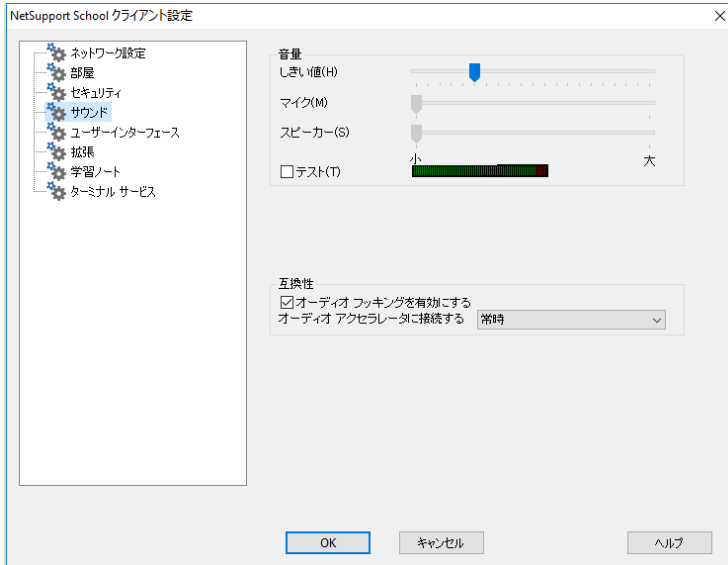 NetSupport School クライアント設定
ネットワーク設定
部屋
セキュリティ
サウンド
ユーザーインターフェース
拡張
学習ノート
ターミナル サービス
音量
しきい値(H)
マイク(M)
スピーカー(S)
小 大
テスト(T)
互換性
オーディオ フッキングを有効にする
オーディオ アクセラレータに接続する 常時
OK キャンセル ヘルプ